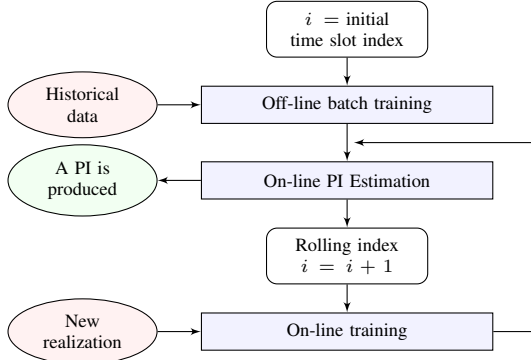 i = initial
time slot index
Historical
data
Off-line batch training
A PI is
produced
On-line PI Estimation
Rolling index
i = i + 1
New
realization
On-line training